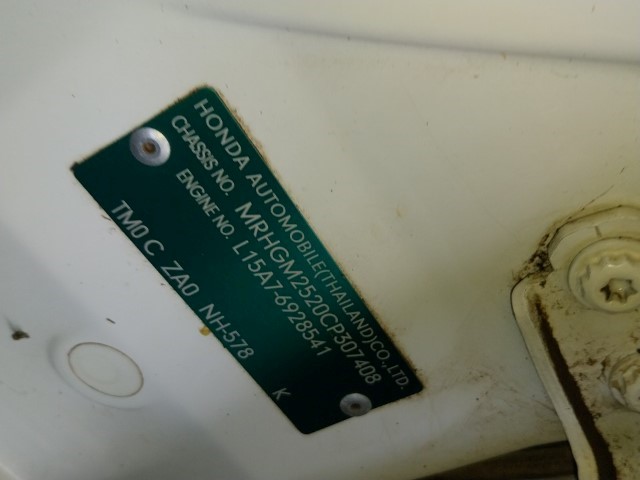 HONDA AUTOMOBILE(THAILAND)CO.,LTD.
CHASSIS NO. MRHGM2520CP307408
ENGINE NO. L15A7-6928541
TM0 C ZA0 NH-578 K